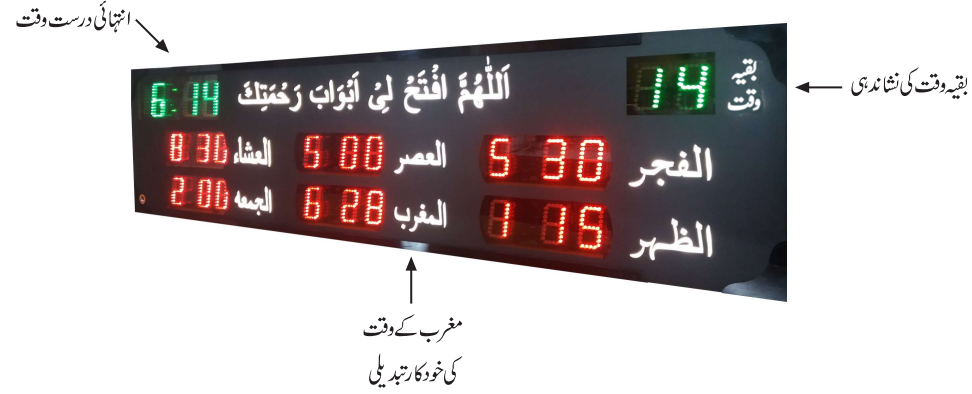 انتہائی درست وقت
بقیہ وقت
14
اَللّٰهُمَّ افْتَحْ لِیْ اَبْوَابَ رَحْمَتِكَ
6:14
بقیہ وقت کی نشاندہی
الفجر 5 30 العصر 5 00 العشاء 8 30
الظہر 1 15 المغرب 6 28 الجمعه 2 00
مغرب کے وقت
کی خودکار تبدیلی